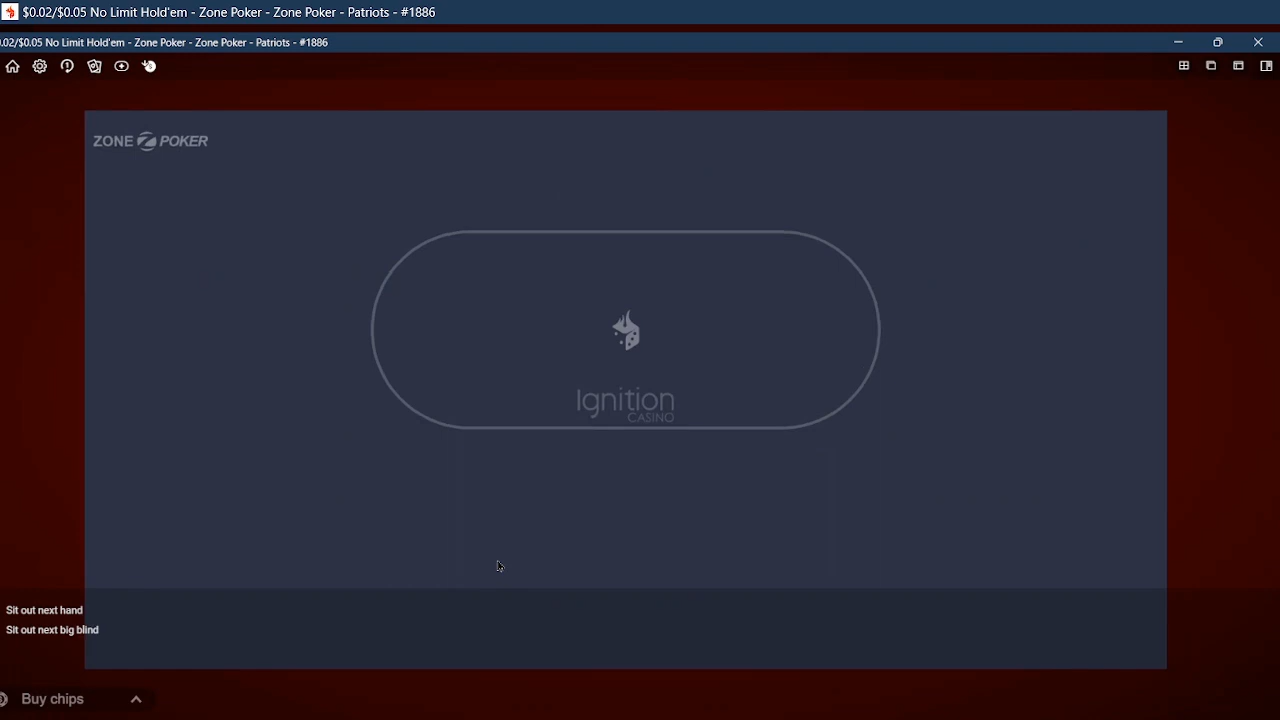 $0.02/$0.05 No Limit Hold'em - Zone Poker - Zone Poker - Patriots - #1886
.02/$0.05 No Limit Hold'em - Zone Poker - Zone Poker - Patriots - #1886
ZONE POKER
Ignition
CASINO
Sit out next hand
Sit out next big blind
Buy chips